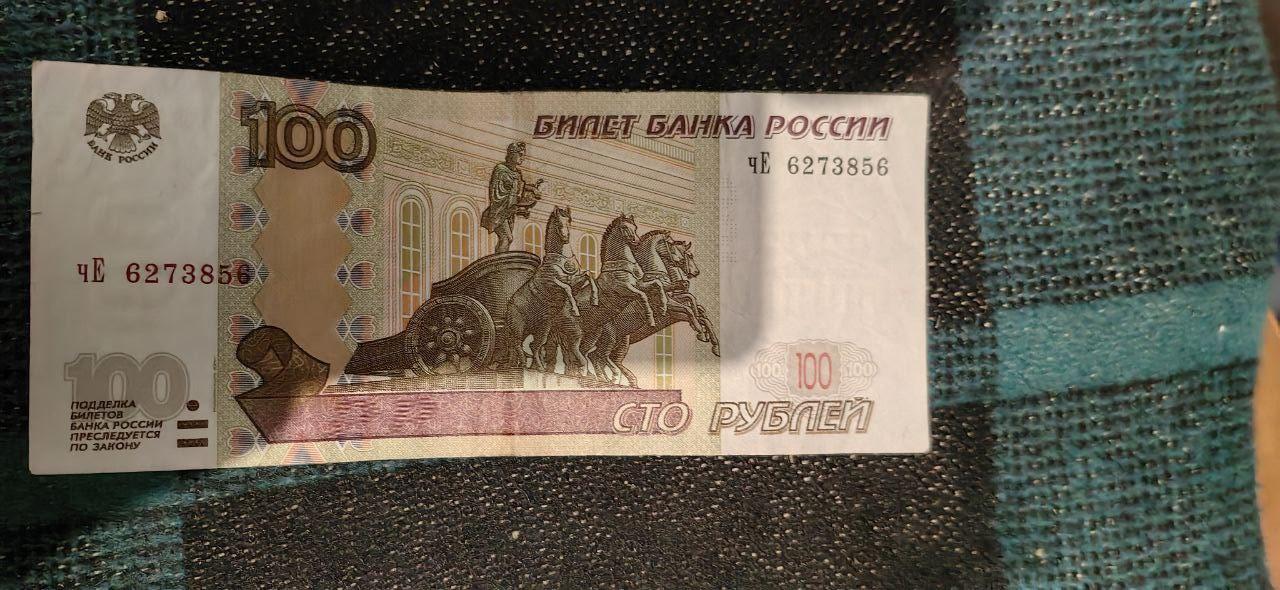 БАНК РОССИИ
100
БИЛЕТ БАНКА РОССИИ
чЕ 6273856
чЕ 6273856
100
ПОДДЕЛКА
БИЛЕТОВ
БАНКА РОССИИ
ПРЕСЛЕДУЕТСЯ
ПО ЗАКОНУ
100 100 100
СТО РУБЛЕЙ